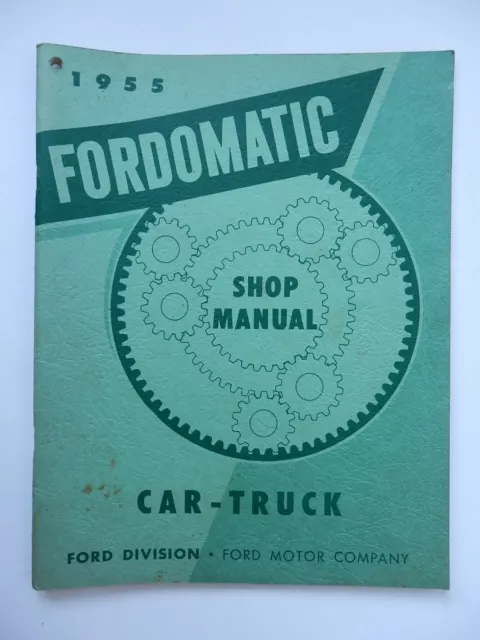 1955
FORDOMATIC
SHOP
MANUAL
CAR-TRUCK
FORD DIVISION • FORD MOTOR COMPANY